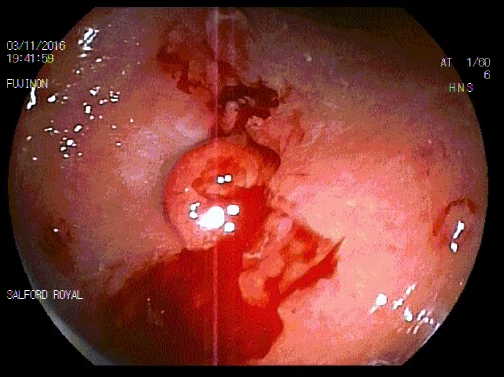 03/11/2016
19:41:59
AT 1/60
6
FUJINON
HNS
SALFORD ROYAL